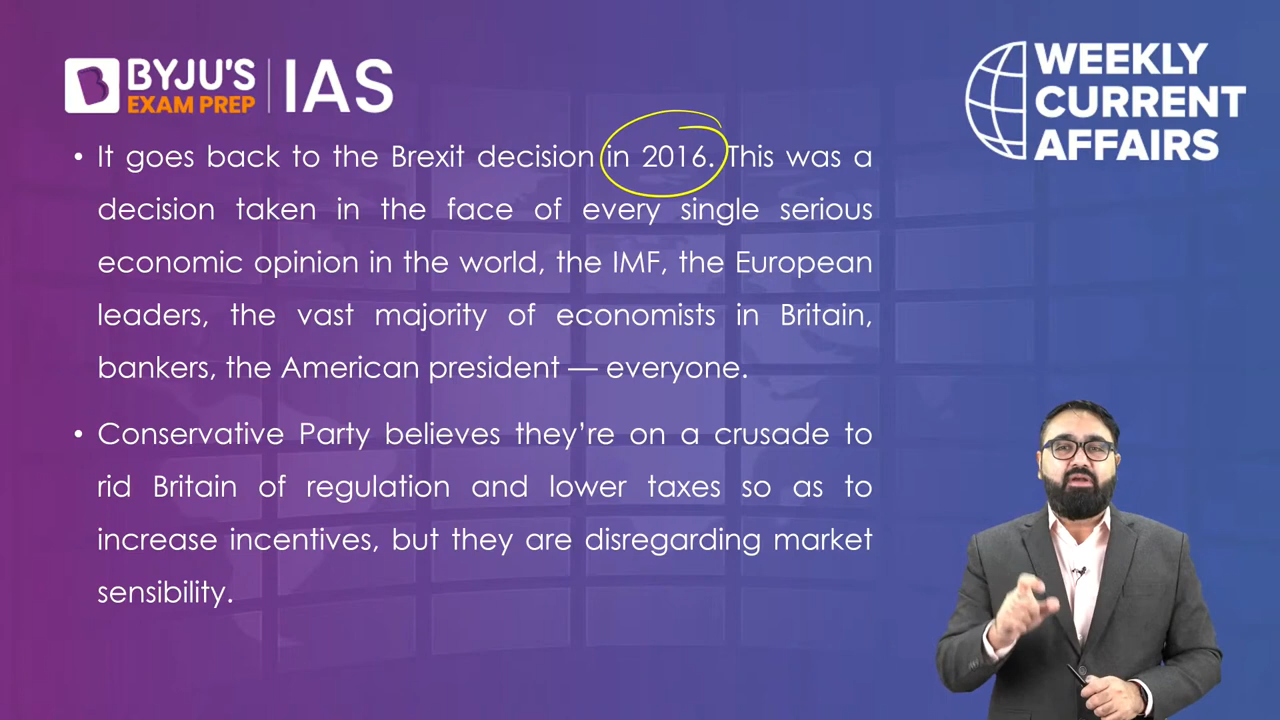 BYJU'S
EXAM PREP
IAS
WEEKLY
CURRENT
AFFAIRS
• It goes back to the Brexit decision in 2016. This was a
decision taken in the face of every single serious
economic opinion in the world, the IMF, the European
leaders, the vast majority of economists in Britain,
bankers, the American president — everyone.
• Conservative Party believes they're on a crusade to
rid Britain of regulation and lower taxes so as to
increase incentives, but they are disregarding market
sensibility.